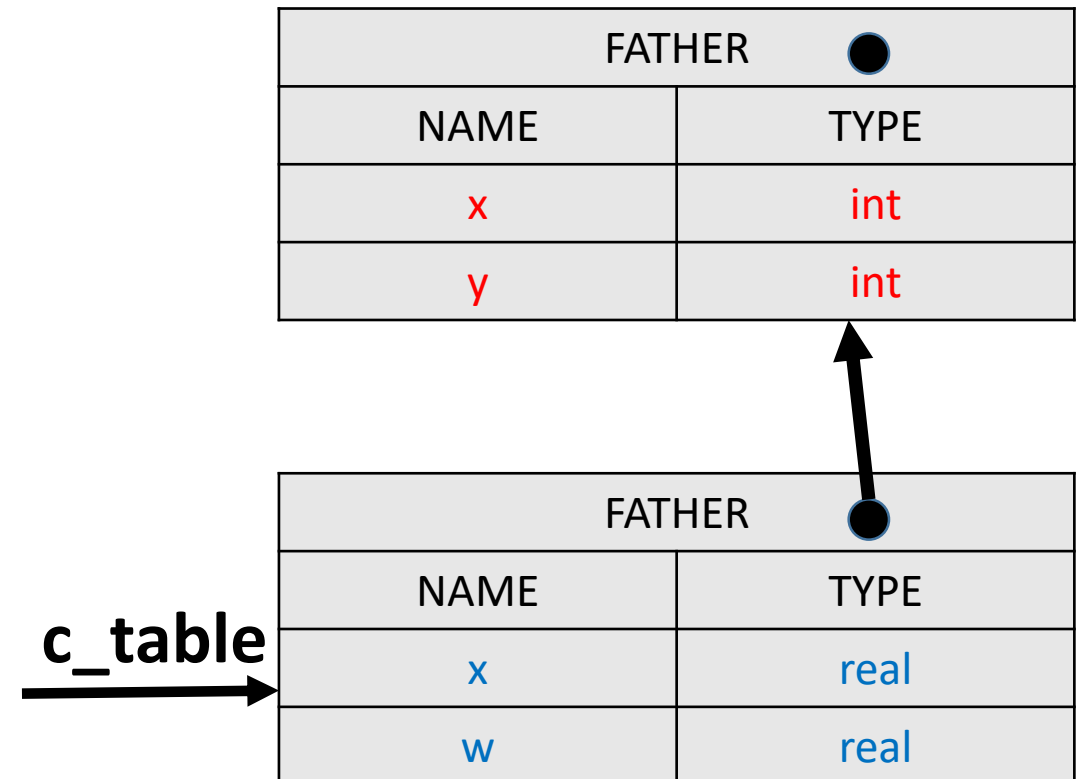 FATHER
NAME TYPE
x int
y int
FATHER
NAME TYPE
c_table
x real
w real